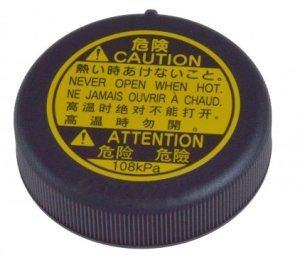 危険
CAUTION
熱い時あけないこと。
NEVER OPEN WHEN HOT.
NE JAMAIS OUVRIR À CHAUD.
高温时绝对不能打开。
高溫時勿開。
ATTENTION
危险 危險
108kPa